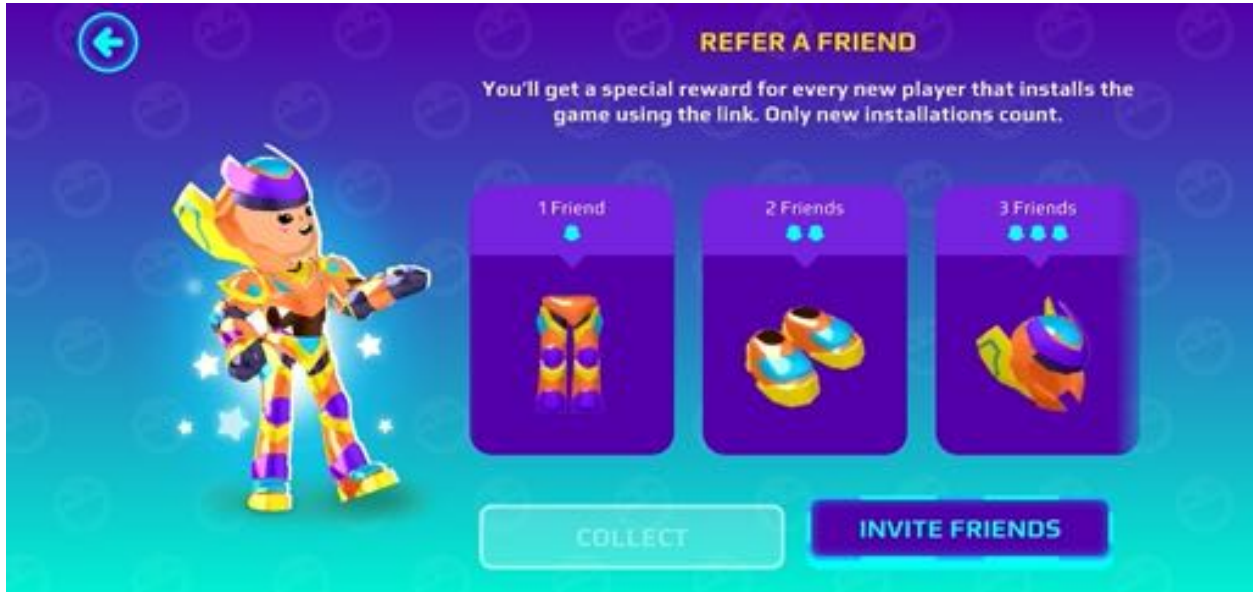 REFER A FRIEND
You'll get a special reward for every new player that installs the
game using the link. Only new installations count.
1 Friend
2 Friends
3 Friends
COLLECT
INVITE FRIENDS